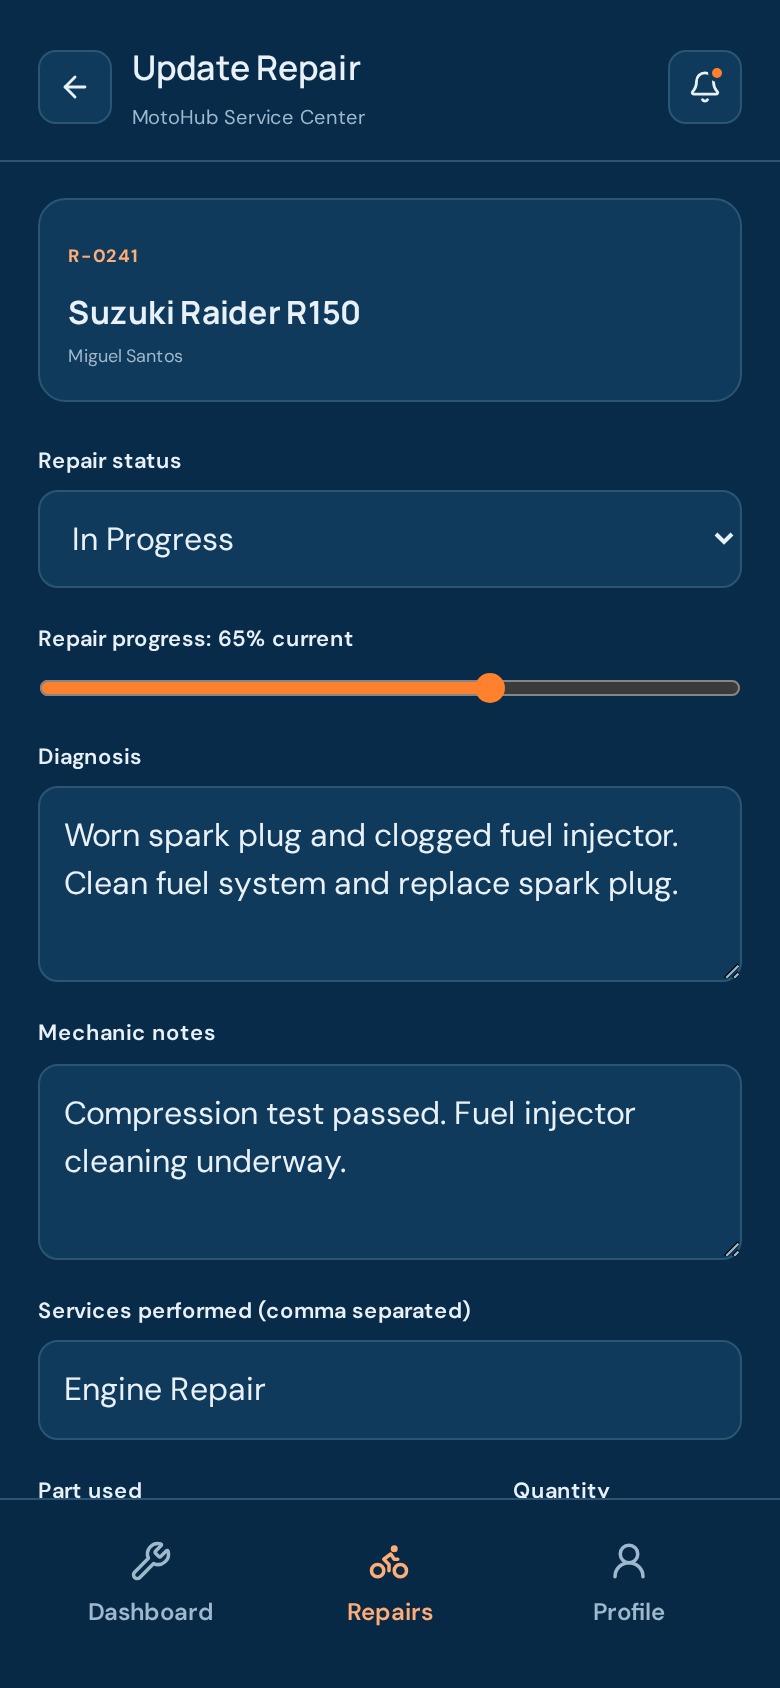 Update Repair
MotoHub Service Center
R-0241
Suzuki Raider R150
Miguel Santos
Repair status
In Progress
Repair progress: 65% current
Diagnosis
Worn spark plug and clogged fuel injector.
Clean fuel system and replace spark plug.
Mechanic notes
Compression test passed. Fuel injector
cleaning underway.
Services performed (comma separated)
Engine Repair
Part used Quantity
Dashboard Repairs Profile